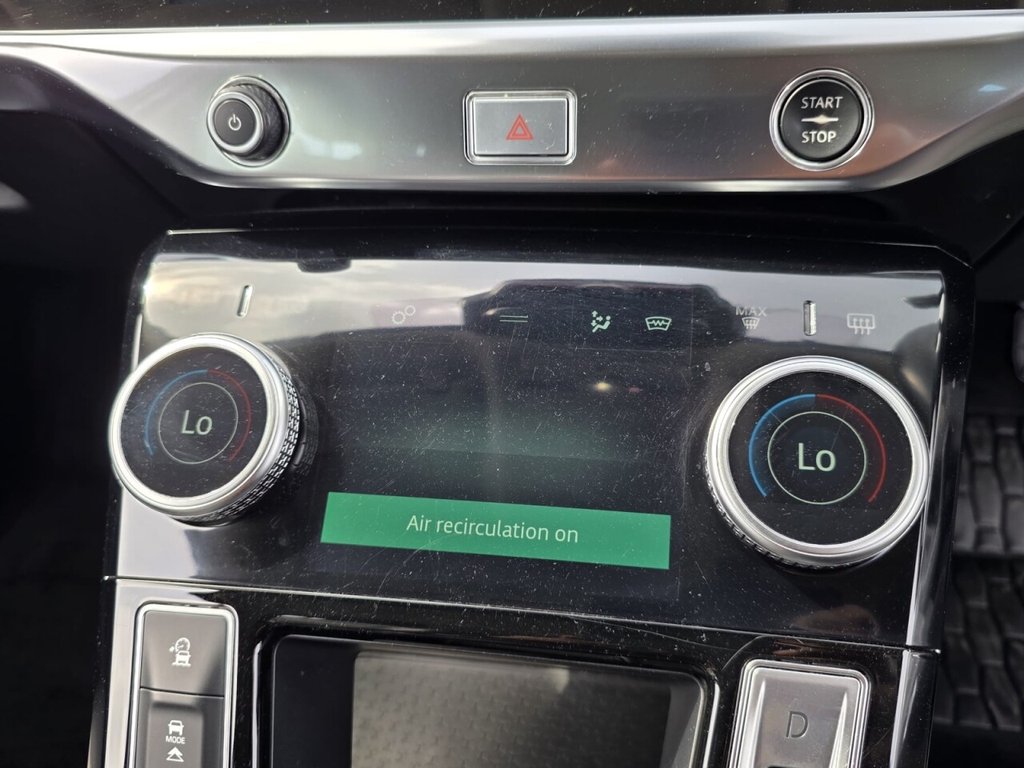 START
STOP
MAX
Lo
Lo
Air recirculation on
MODE
D